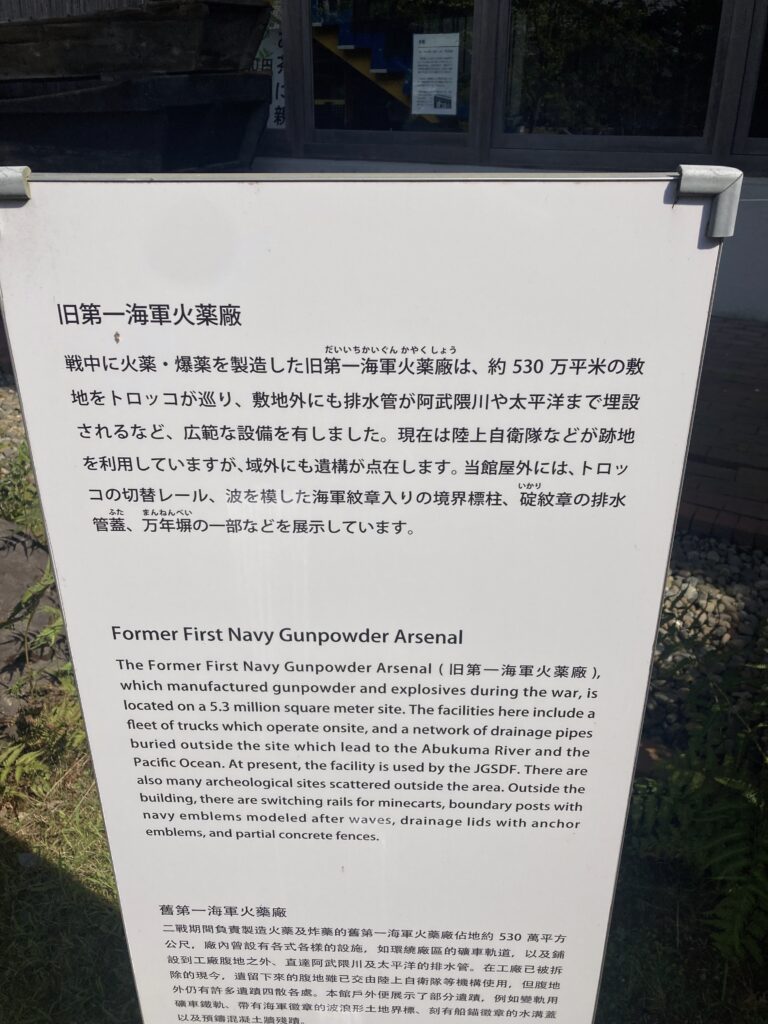 旧第一海軍火薬廠
だいいちかいぐんかやくしょう
戦中に火薬・爆薬を製造した旧第一海軍火薬廠は、約 530 万平米の敷
地をトロッコが巡り、敷地外にも排水管が阿武隈川や太平洋まで埋設
されるなど、広範な設備を有しました。現在は陸上自衛隊などが跡地
を利用していますが、域外にも遺構が点在します。当館屋外には、トロッ
いかり
コの切替レール、波を模した海軍紋章入りの境界標柱、碇紋章の排水
ふた まんねんべい
管蓋、万年塀の一部などを展示しています。
Former First Navy Gunpowder Arsenal
The Former First Navy Gunpowder Arsenal ( 旧第一海軍火薬廠 ),
which manufactured gunpowder and explosives during the war, is
located on a 5.3 million square meter site. The facilities here include a
fleet of trucks which operate onsite, and a network of drainage pipes
buried outside the site which lead to the Abukuma River and the
Pacific Ocean. At present, the facility is used by the JGSDF. There are
also many archeological sites scattered outside the area. Outside the
building, there are switching rails for minecarts, boundary posts with
navy emblems modeled after waves, drainage lids with anchor
emblems, and partial concrete fences.
舊第一海軍火藥廠
二戰期間負責製造火藥及炸藥的舊第一海軍火藥廠佔地約 530 萬平方
公尺，廠內曾設有各式各樣的設施，如環繞廠區的礦車軌道，以及鋪
設到工廠腹地之外、直達阿武隈川及太平洋的排水管。在工廠已被拆
除的現今，遺留下來的腹地雖已交由陸上自衛隊等機構使用，但腹地
外仍有許多遺蹟四散各處。本館戶外便展示了部分遺蹟，例如變軌用
礦車鐵軌、帶有海軍徽章的波浪形土地界標、刻有船錨徽章的水溝蓋
以及預鑄混凝土牆殘蹟。